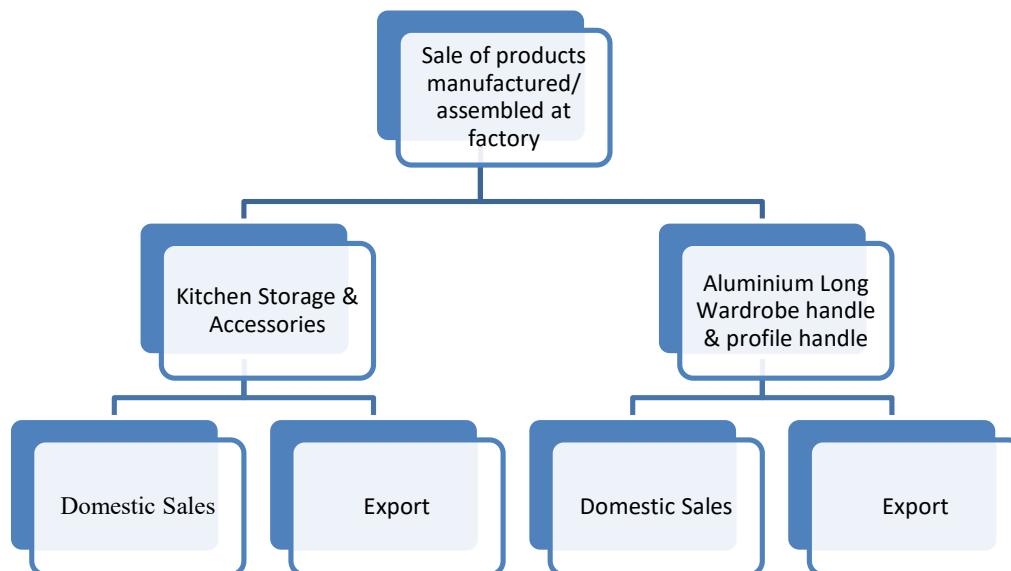 Sale of products
manufactured/
assembled at
factory
Kitchen Storage &
Accessories
Aluminium Long
Wardrobe handle
& profile handle
Domestic Sales
Export
Domestic Sales
Export